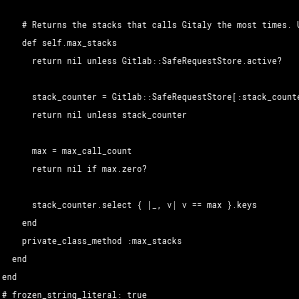 # Returns the stacks that calls Gitaly the most times.
def self.max_stacks
return nil unless Gitlab::SafeRequestStore.active?
stack_counter = Gitlab::SafeRequestStore[:stack_counte
return nil unless stack_counter
max = max_call_count
return nil if max.zero?
stack_counter.select { |_, v| v == max }.keys
end
private_class_method :max_stacks
end
end
# frozen_string_literal: true